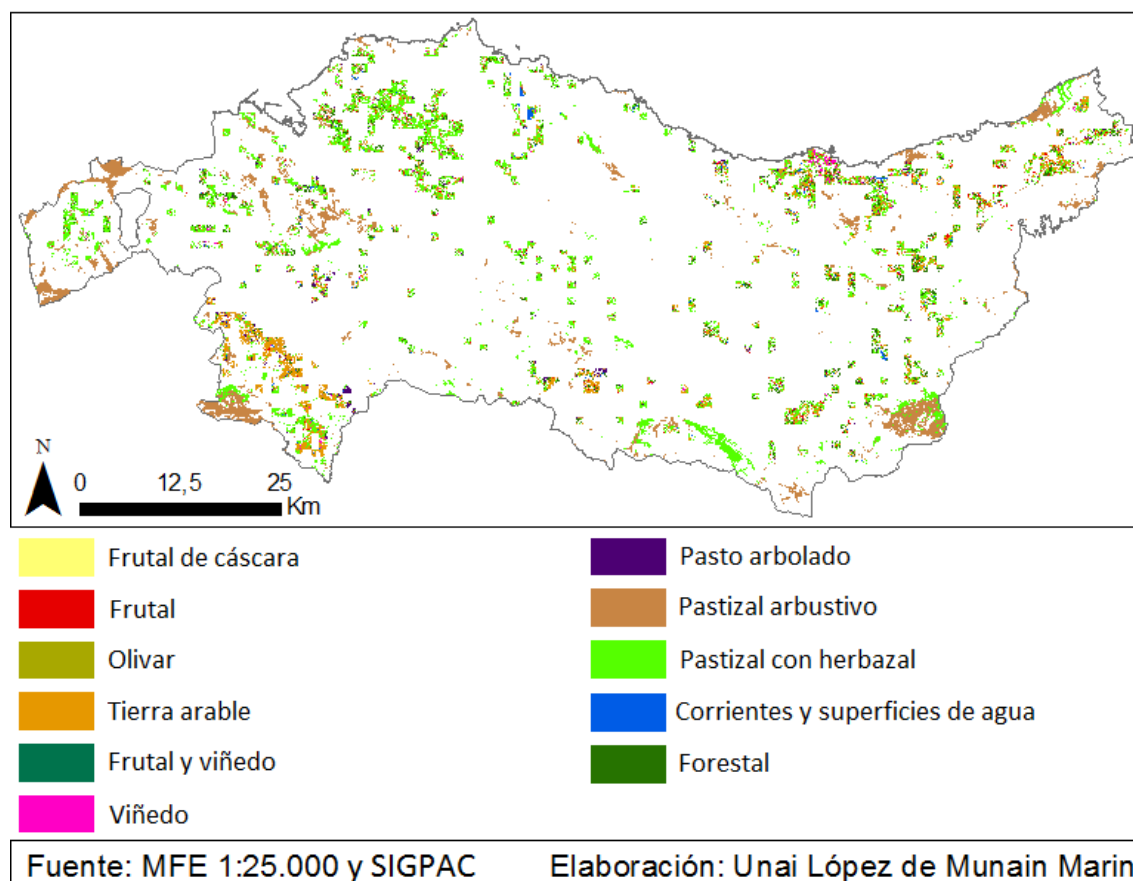 N
0 12,5 25
Km
Frutal de cáscara
Frutal
Olivar
Tierra arable
Frutal y viñedo
Viñedo
Pasto arbolado
Pastizal arbustivo
Pastizal con herbazal
Corrientes y superficies de agua
Forestal
Fuente: MFE 1:25.000 y SIGPAC Elaboración: Unai López de Munain Marin